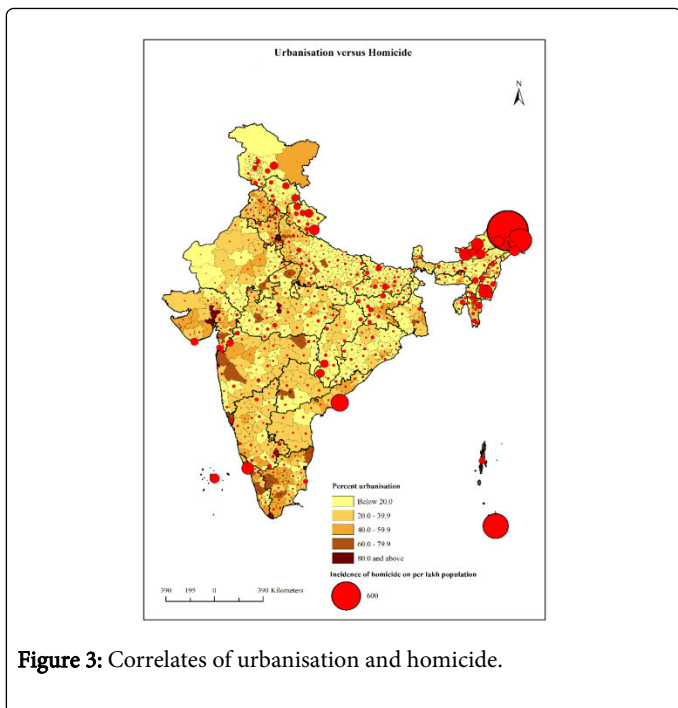 Urbanisation versus Homicide
N
Percent urbanisation
Below 20.0
20.0 - 39.9
40.0 - 59.9
60.0 - 79.9
80.0 and above
Incidence of homicide on per lakh population
600
390 195 0 390 Kilometers
Figure 3: Correlates of urbanisation and homicide.